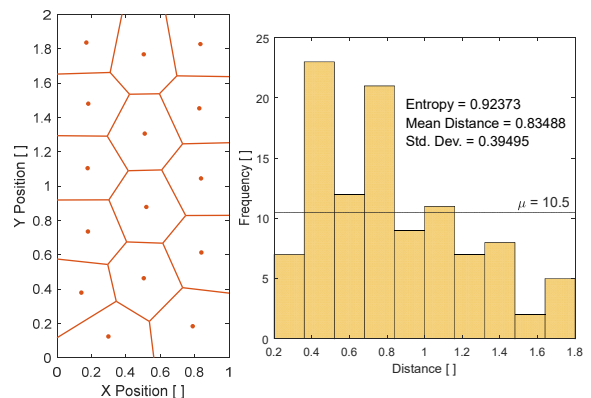 2
1.8
1.6
1.4
1.2
1
0.8
0.6
0.4
0.2
0
Y Position [ ]
0 0.2 0.4 0.6 0.8 1
X Position [ ]
25
20
15
10
5
0
Frequency [ ]
Entropy = 0.92373
Mean Distance = 0.83488
Std. Dev. = 0.39495
μ = 10.5
0.2 0.4 0.6 0.8 1 1.2 1.4 1.6 1.8
Distance [ ]